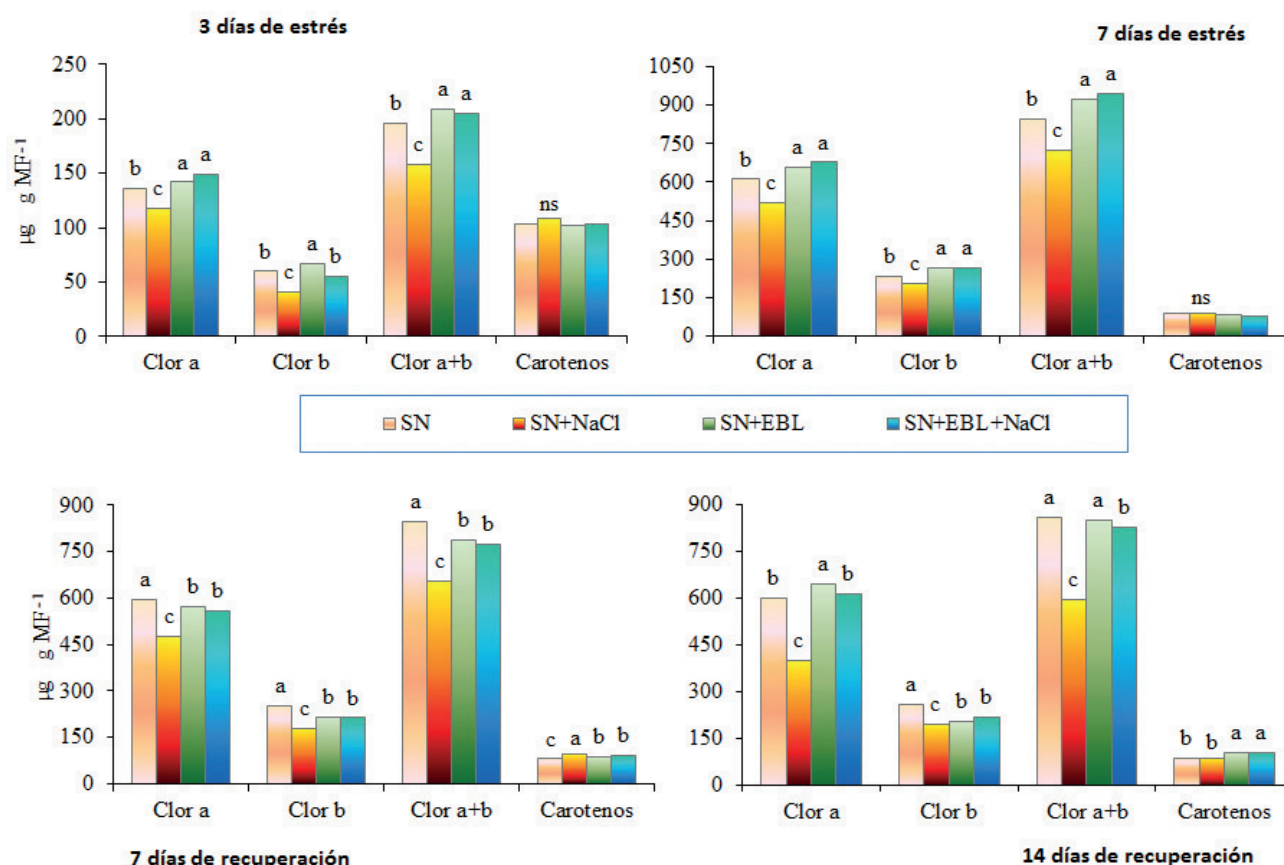 3 días de estrés
7 días de estrés
250
200
150
100
50
0
µg g MF⁻¹
b c a a
b c a b
b c a a
ns
Clor a Clor b Clor a+b Carotenos
1050
900
750
600
450
300
150
0
b c a a
b c a a
b c a a
ns
Clor a Clor b Clor a+b Carotenos
SN SN+NaCl SN+EBL SN+EBL+NaCl
900
750
600
450
300
150
0
µg g MF⁻¹
a c b b
a c b b
a c b b
c a b b
Clor a Clor b Clor a+b Carotenos
7 días de recuperación
900
750
600
450
300
150
0
b c a b
a c b b
a c a b
b b a a
Clor a Clor b Clor a+b Carotenos
14 días de recuperación